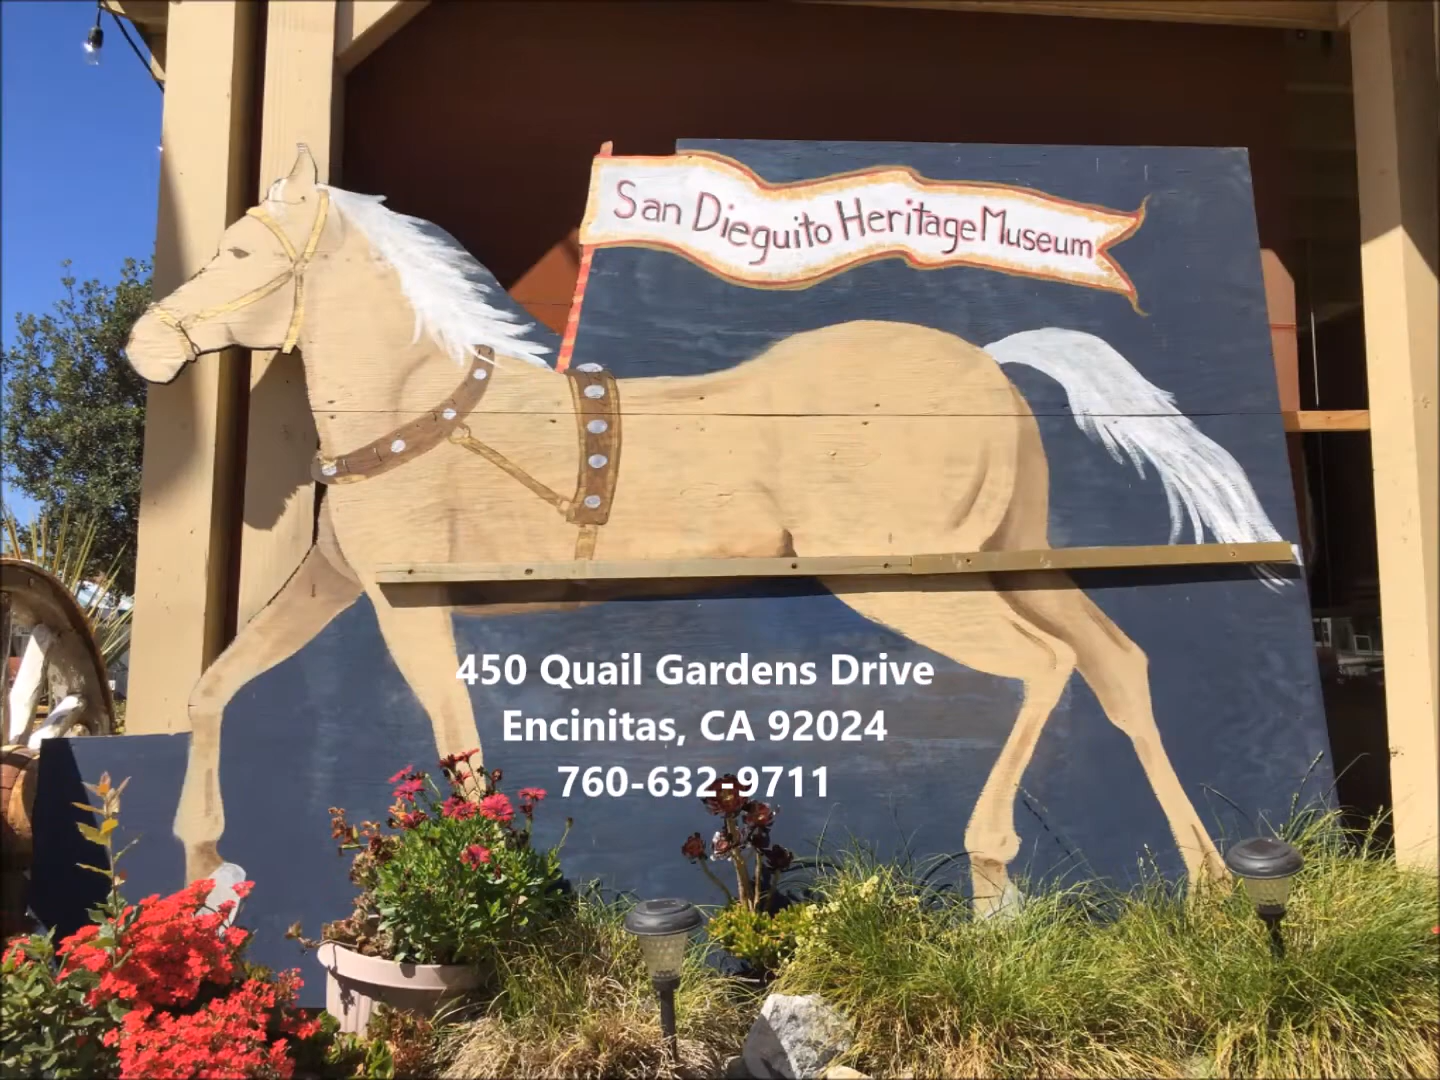 San Dieguito Heritage Museum
450 Quail Gardens Drive
Encinitas, CA 92024
760-632-9711